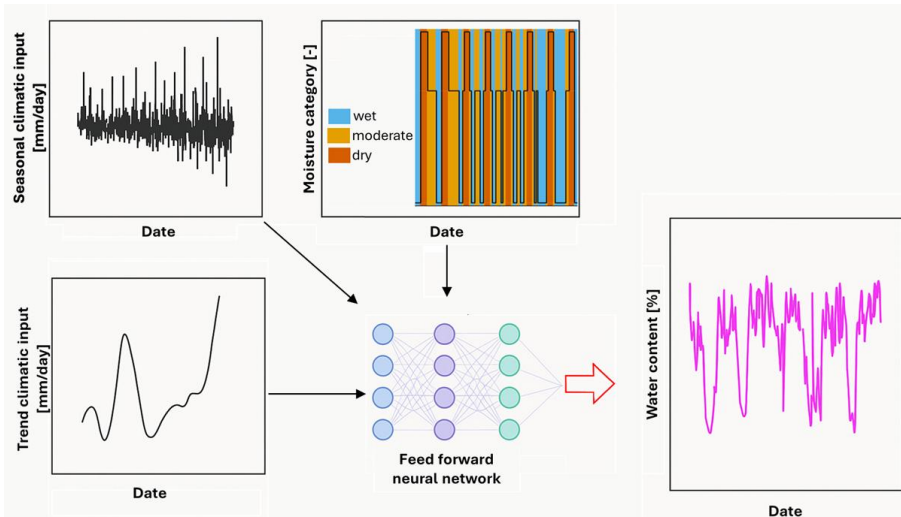 Seasonal climatic input
[mm/day]
Date
Moisture category [-]
wet
moderate
dry
Date
Trend climatic input
[mm/day]
Date
Feed forward
neural network
Water content [%]
Date